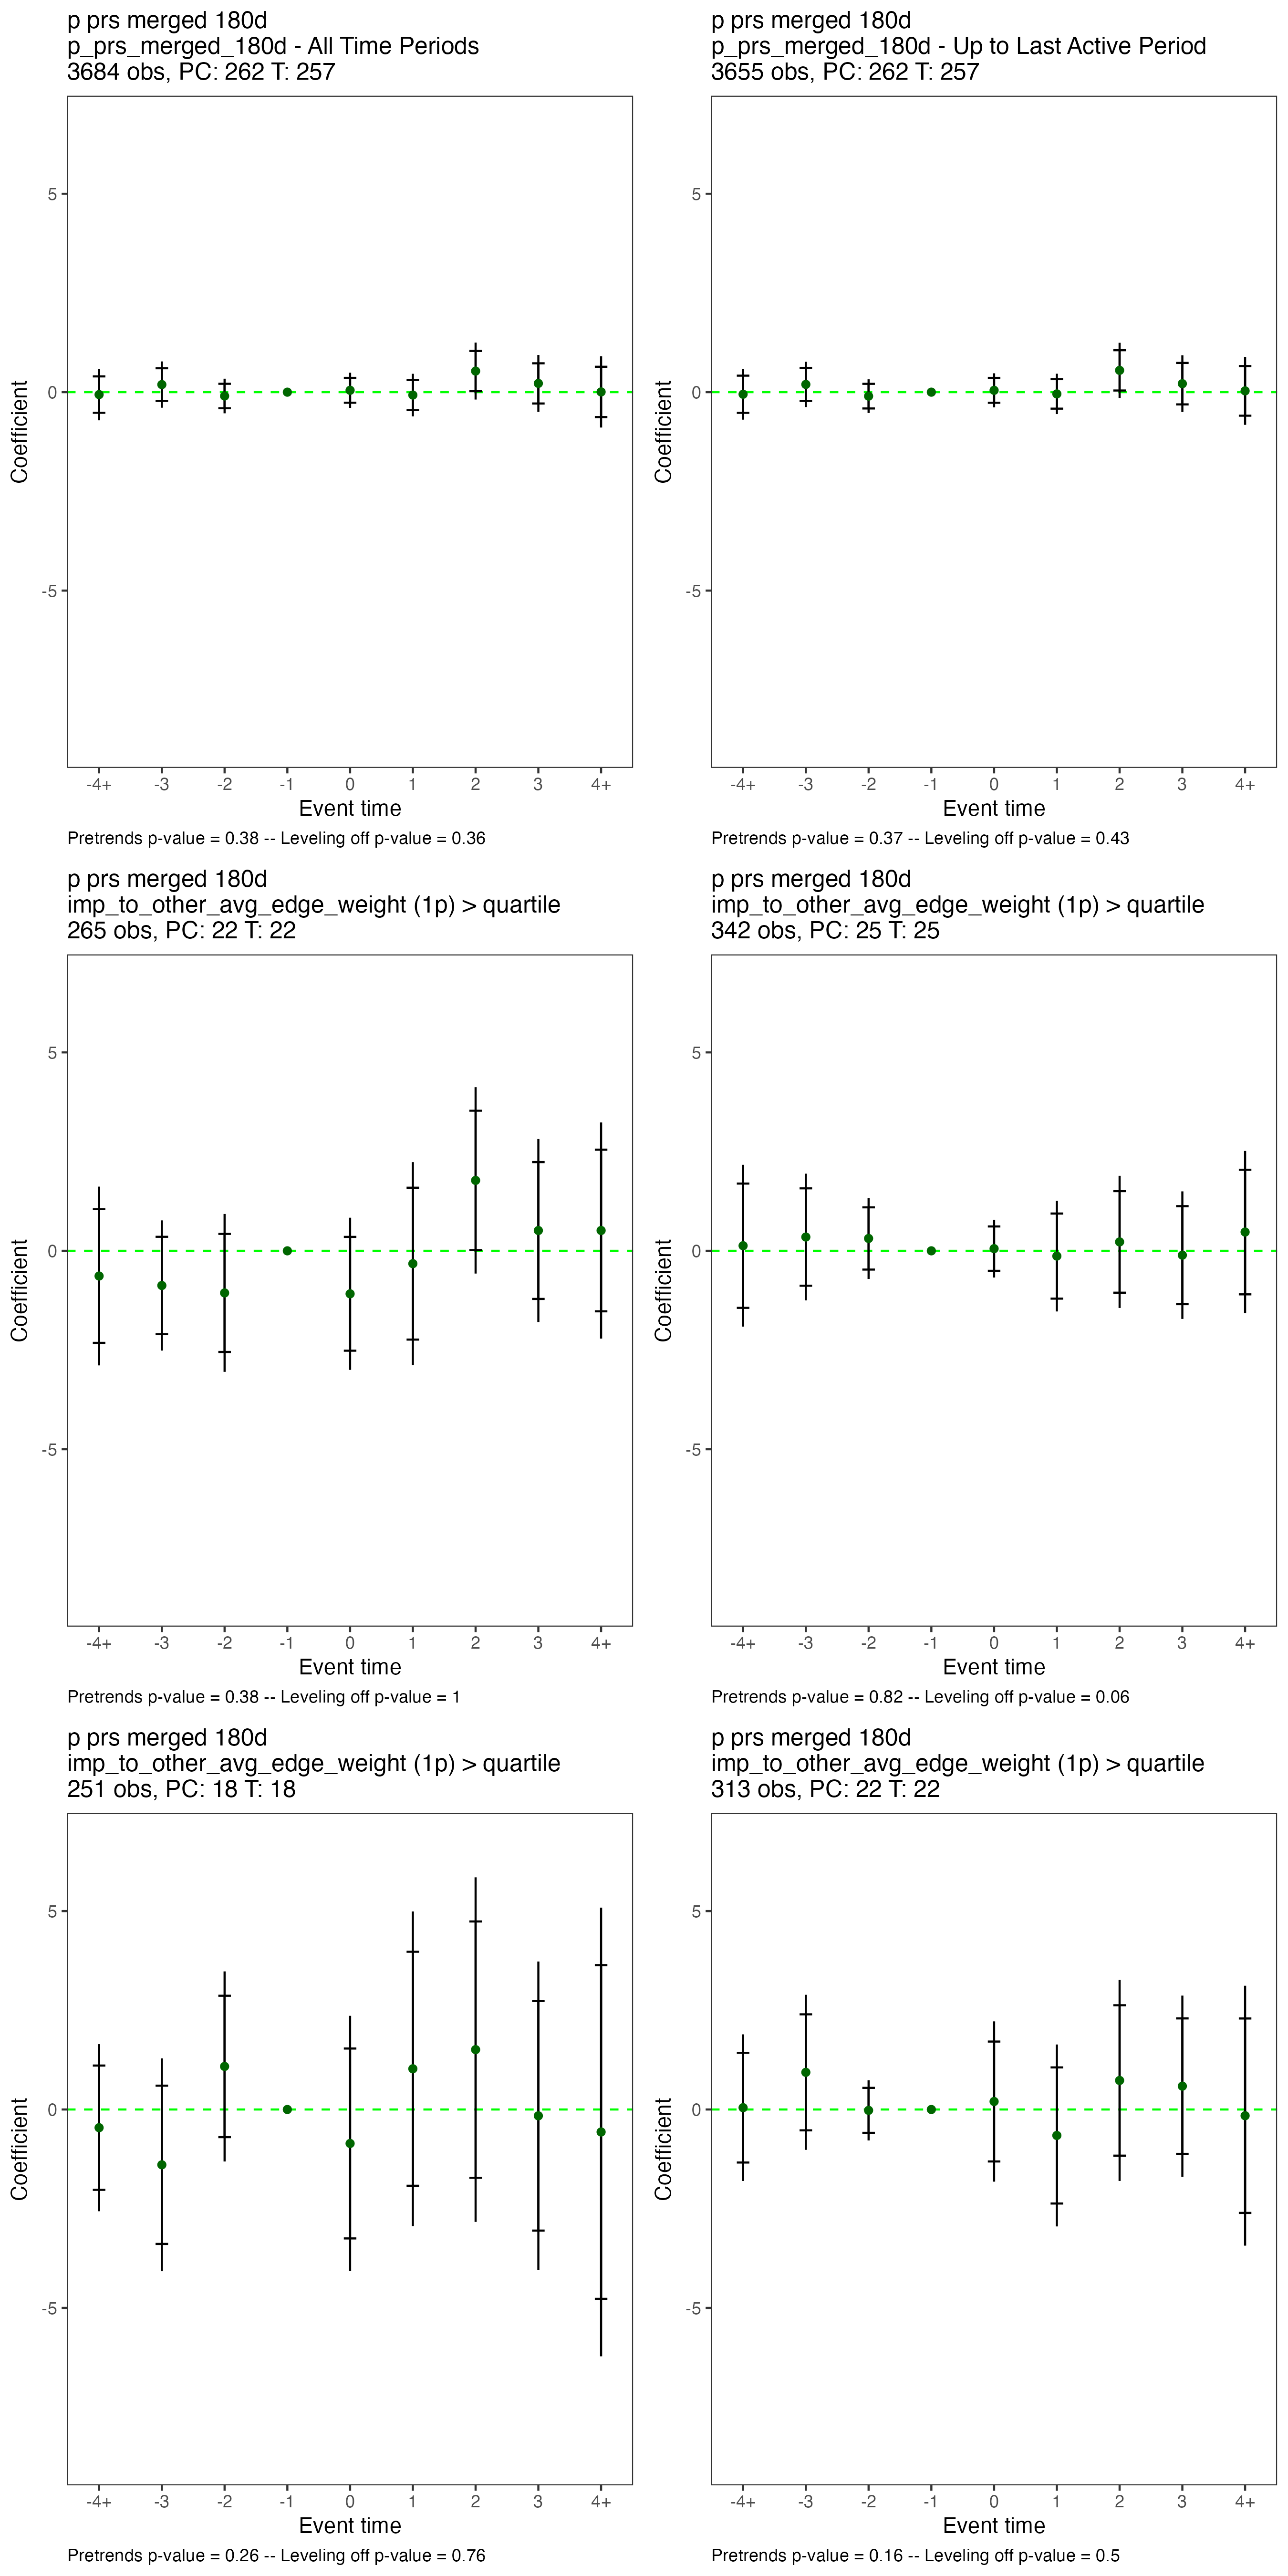 p prs merged 180d
p_prs_merged_180d - All Time Periods
3684 obs, PC: 262 T: 257
Coefficient
5
0
-5
-4+ -3 -2 -1 0 1 2 3 4+
Event time
Pretrends p-value = 0.38 -- Leveling off p-value = 0.36
p prs merged 180d
p_prs_merged_180d - Up to Last Active Period
3655 obs, PC: 262 T: 257
Coefficient
5
0
-5
-4+ -3 -2 -1 0 1 2 3 4+
Event time
Pretrends p-value = 0.37 -- Leveling off p-value = 0.43
p prs merged 180d
imp_to_other_avg_edge_weight (1p) > quartile
265 obs, PC: 22 T: 22
Coefficient
5
0
-5
-4+ -3 -2 -1 0 1 2 3 4+
Event time
Pretrends p-value = 0.38 -- Leveling off p-value = 1
p prs merged 180d
imp_to_other_avg_edge_weight (1p) > quartile
342 obs, PC: 25 T: 25
Coefficient
5
0
-5
-4+ -3 -2 -1 0 1 2 3 4+
Event time
Pretrends p-value = 0.82 -- Leveling off p-value = 0.06
p prs merged 180d
imp_to_other_avg_edge_weight (1p) > quartile
251 obs, PC: 18 T: 18
Coefficient
5
0
-5
-4+ -3 -2 -1 0 1 2 3 4+
Event time
Pretrends p-value = 0.26 -- Leveling off p-value = 0.76
p prs merged 180d
imp_to_other_avg_edge_weight (1p) > quartile
313 obs, PC: 22 T: 22
Coefficient
5
0
-5
-4+ -3 -2 -1 0 1 2 3 4+
Event time
Pretrends p-value = 0.16 -- Leveling off p-value = 0.5